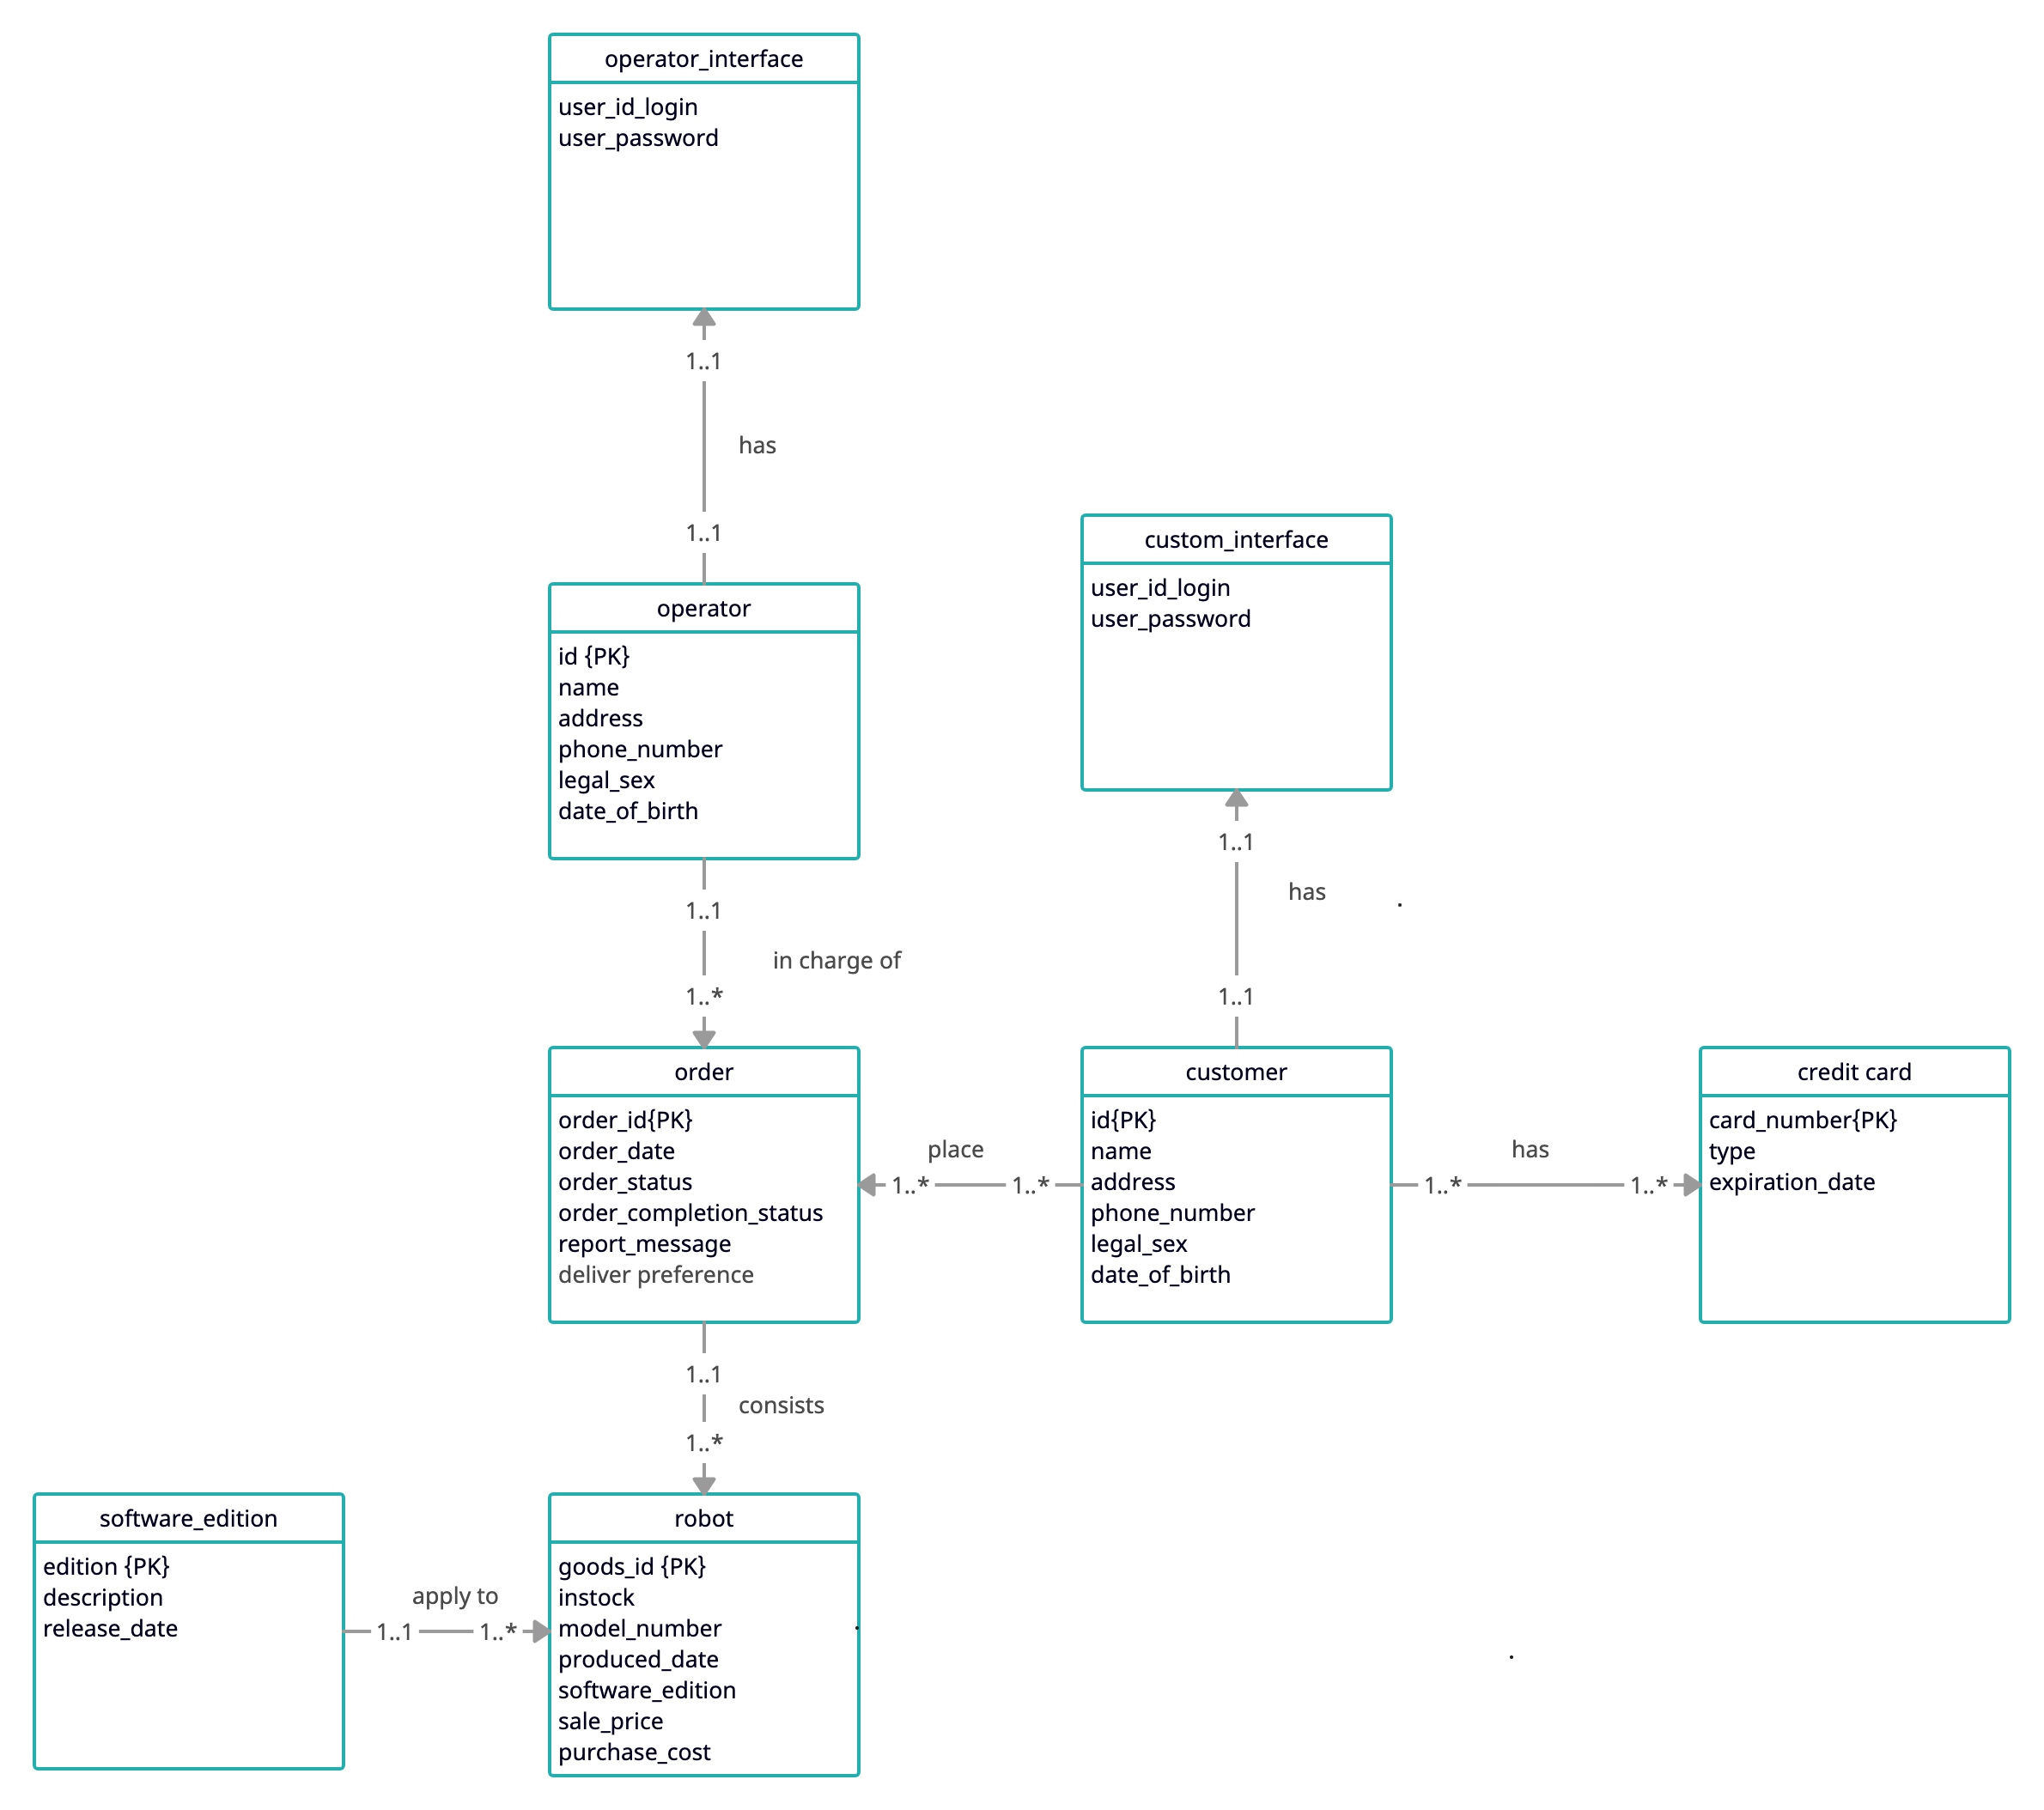 operator_interface
user_id_login
user_password
1..1
has
1..1
operator
id {PK}
name
address
phone_number
legal_sex
date_of_birth
1..1
in charge of
1..*
custom_interface
user_id_login
user_password
1..1
has
.
1..1
order
order_id{PK}
order_date
order_status
order_completion_status
report_message
deliver preference
place
1..* 1..*
customer
id{PK}
name
address
phone_number
legal_sex
date_of_birth
has
1..* 1..*
credit card
card_number{PK}
type
expiration_date
1..1
consists
1..*
software_edition
edition {PK}
description
release_date
apply to
1..1 1..*
robot
goods_id {PK}
instock
model_number
.
produced_date
software_edition
sale_price
purchase_cost
.